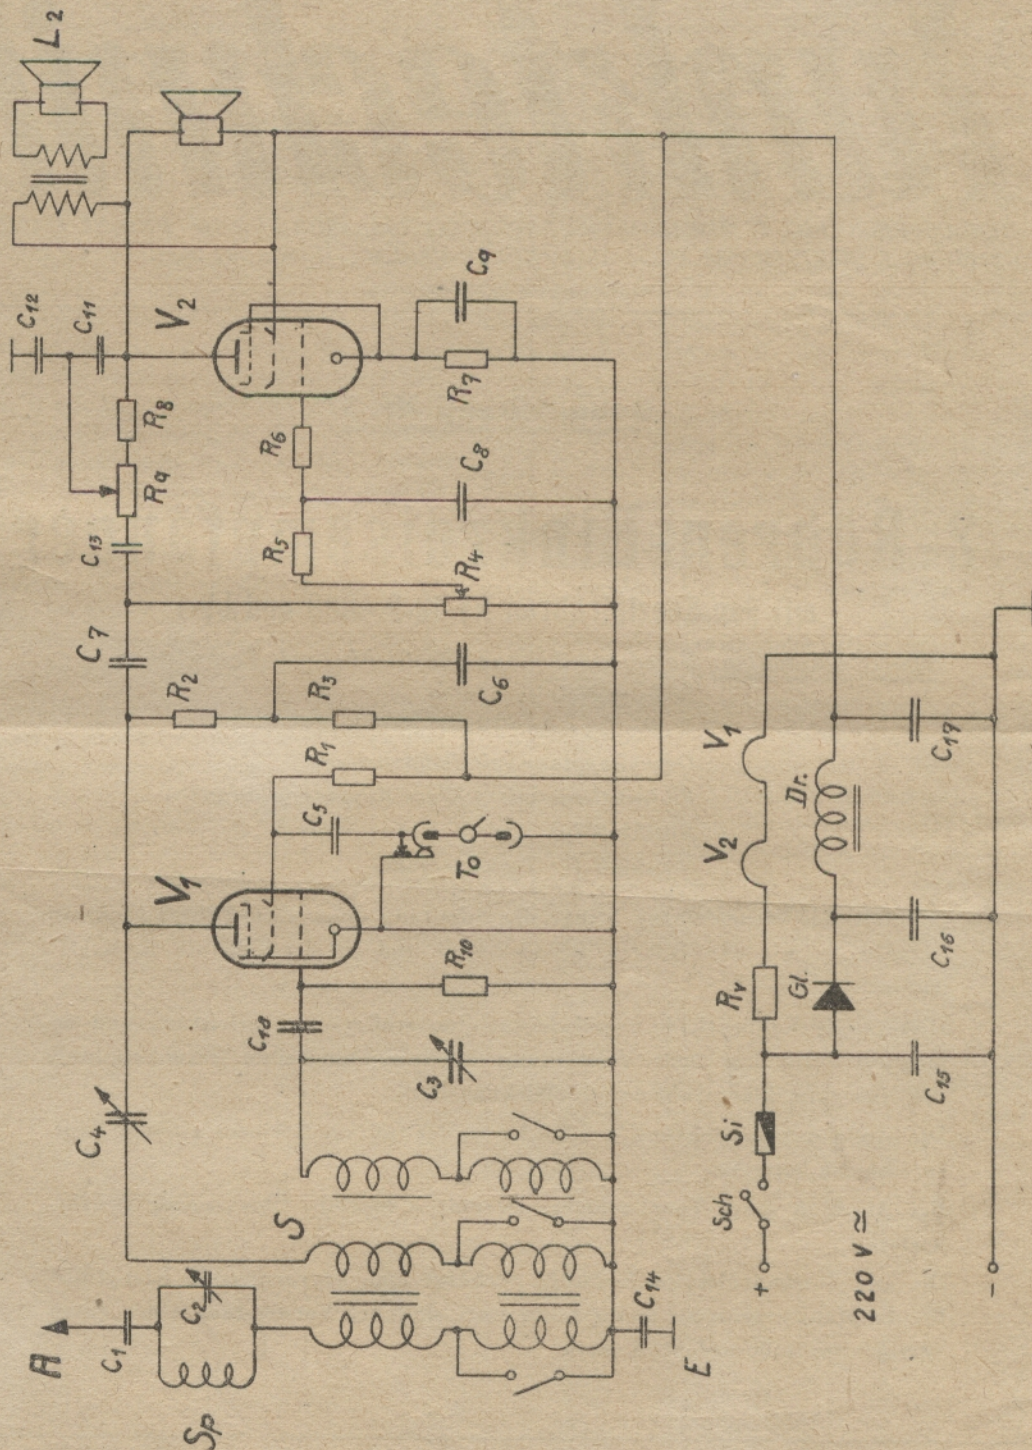 L2
C12
C11
V2
C9
R7
R8
R9
R6
C8
C13
R5
R4
C7
R2
R3
C6
R1
C5
V1
To
C18
R10
C4
C3
S
A
C1
C2
Sp
C14
E
V1
V2
Dr.
C17
C16
Rv
Gl.
C15
Si
Sch
+
220 V ≃
-